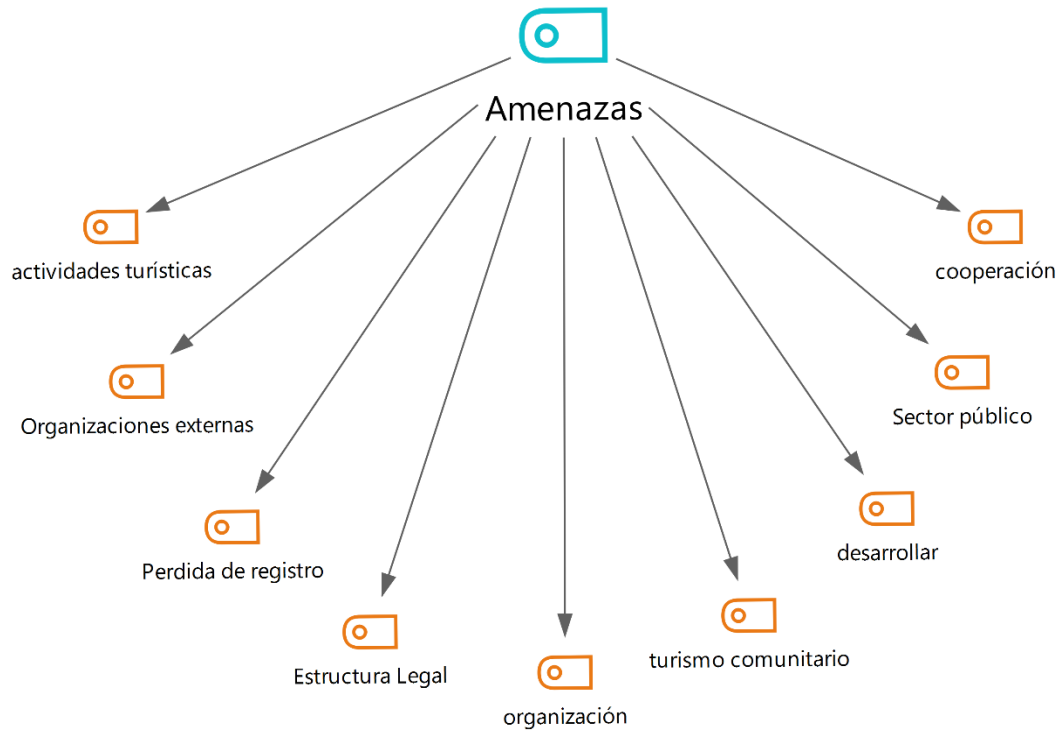 Amenazas
actividades turísticas
cooperación
Organizaciones externas
Sector público
Perdida de registro
desarrollar
Estructura Legal
turismo comunitario
organización